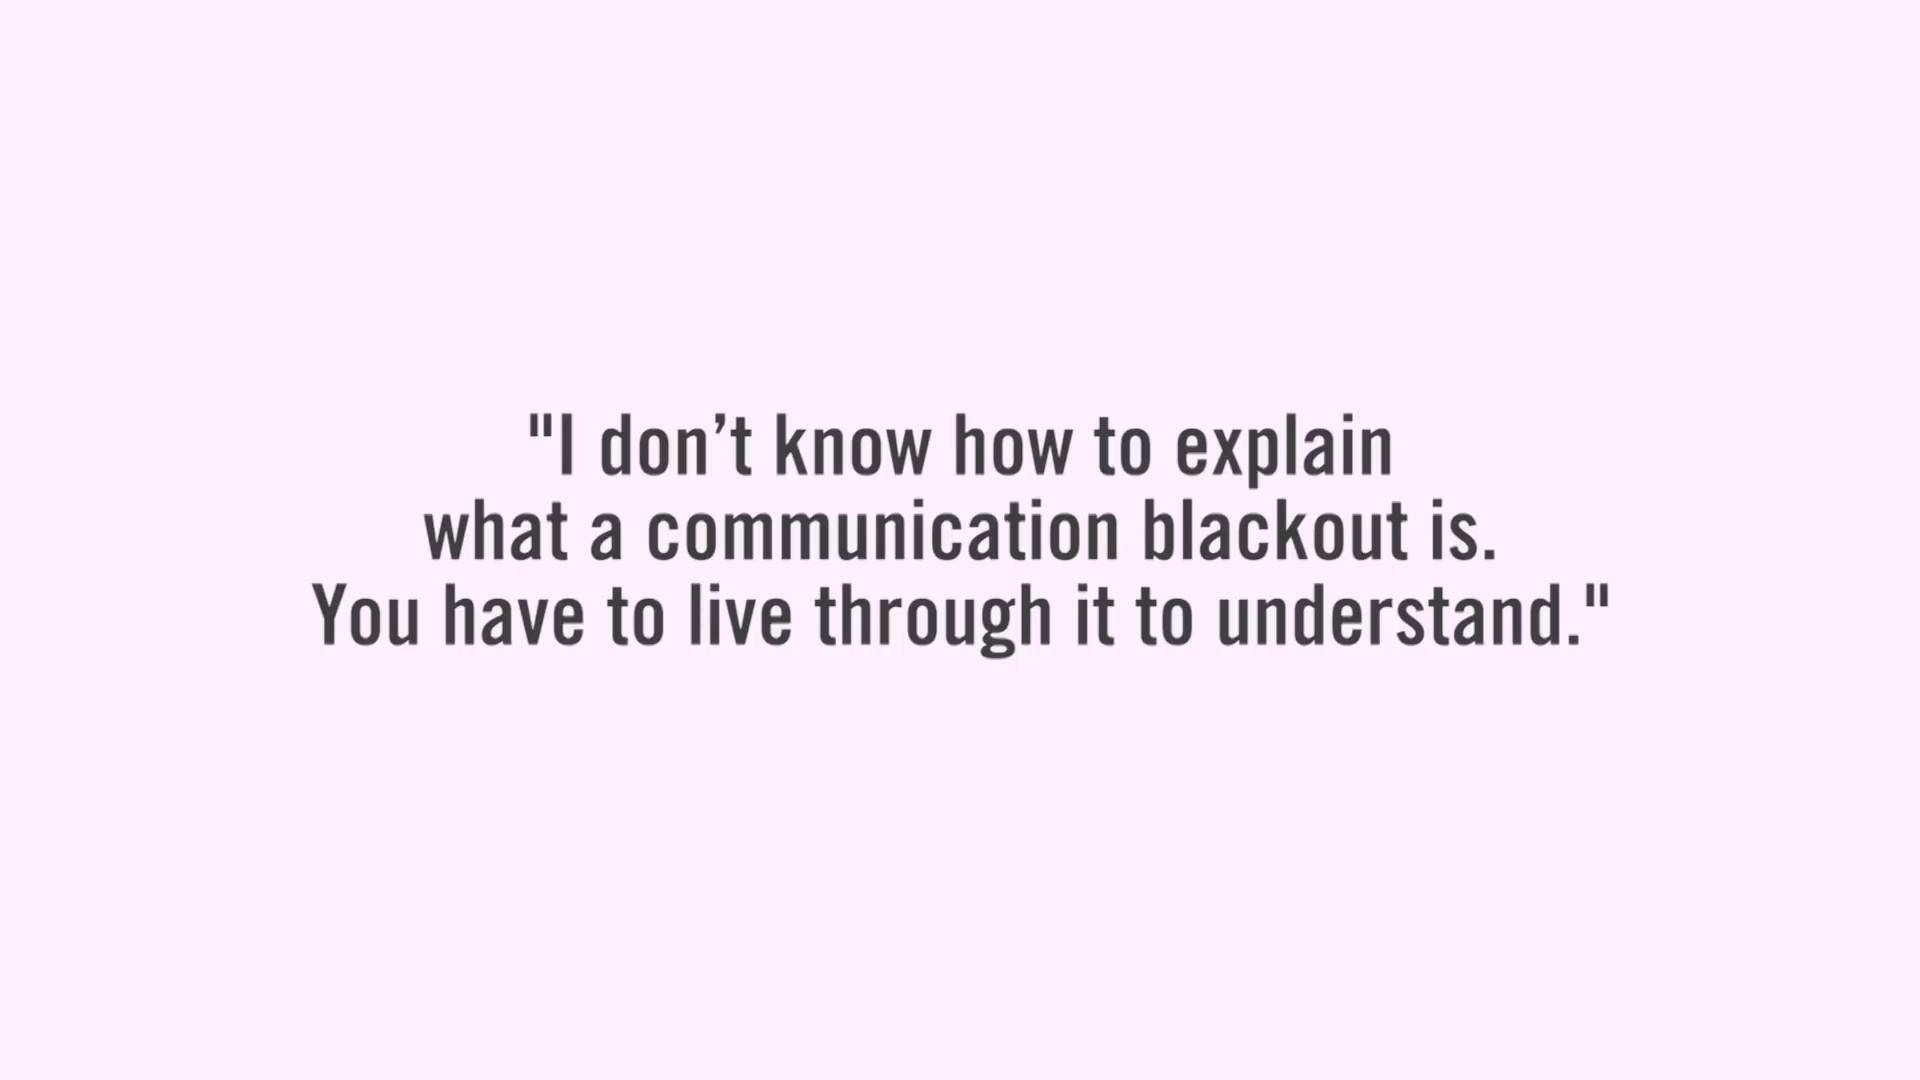 "I don’t know how to explain
what a communication blackout is.
You have to live through it to understand."